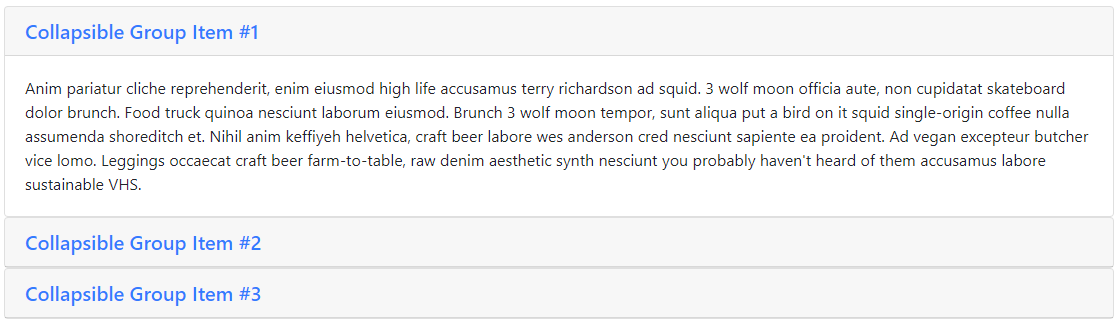 Collapsible Group Item #1
Anim pariatur cliche reprehenderit, enim eiusmod high life accusamus terry richardson ad squid. 3 wolf moon officia aute, non cupidatat skateboard
dolor brunch. Food truck quinoa nesciunt laborum eiusmod. Brunch 3 wolf moon tempor, sunt aliqua put a bird on it squid single-origin coffee nulla
assumenda shoreditch et. Nihil anim keffiyeh helvetica, craft beer labore wes anderson cred nesciunt sapiente ea proident. Ad vegan excepteur butcher
vice lomo. Leggings occaecat craft beer farm-to-table, raw denim aesthetic synth nesciunt you probably haven't heard of them accusamus labore
sustainable VHS.
Collapsible Group Item #2
Collapsible Group Item #3